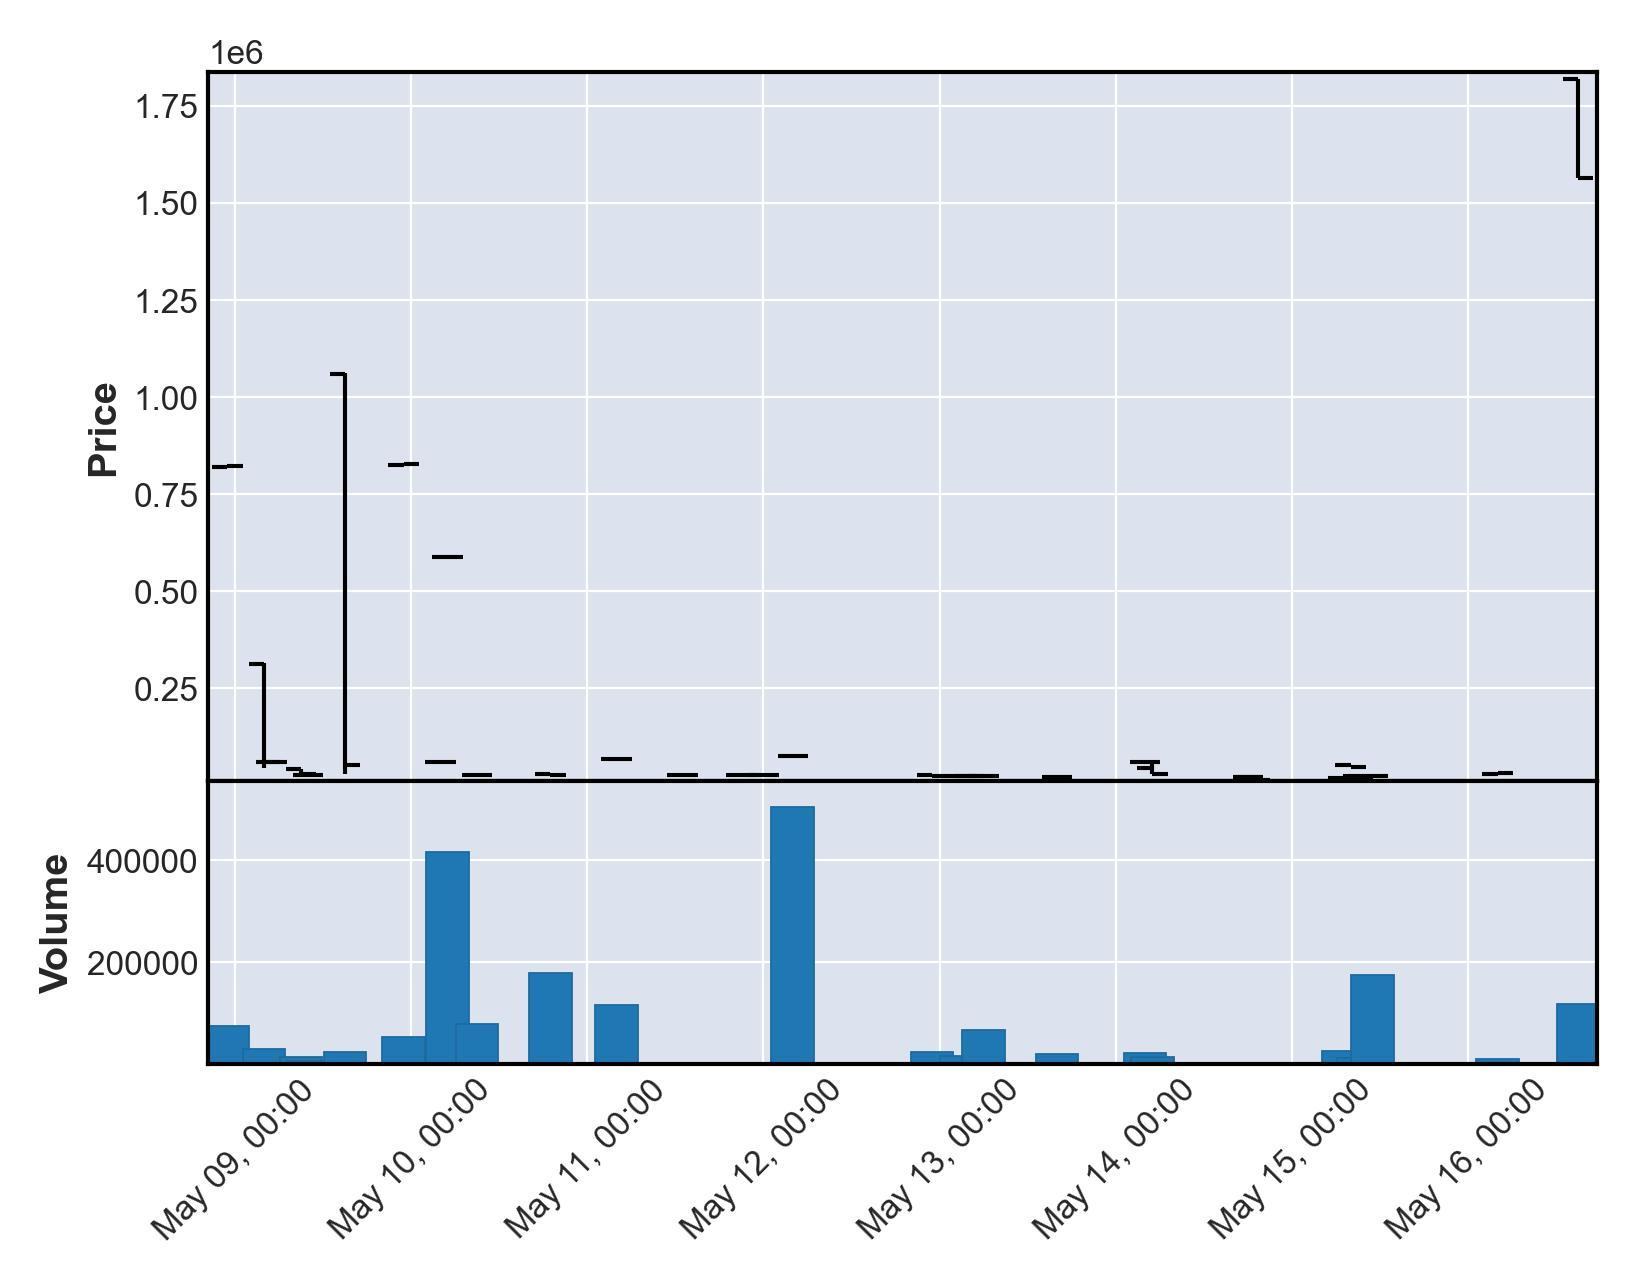 1e6
1.75
1.50
1.25
1.00
0.75
0.50
0.25
Price
400000
200000
Volume
May 09, 00:00
May 10, 00:00
May 11, 00:00
May 12, 00:00
May 13, 00:00
May 14, 00:00
May 15, 00:00
May 16, 00:00